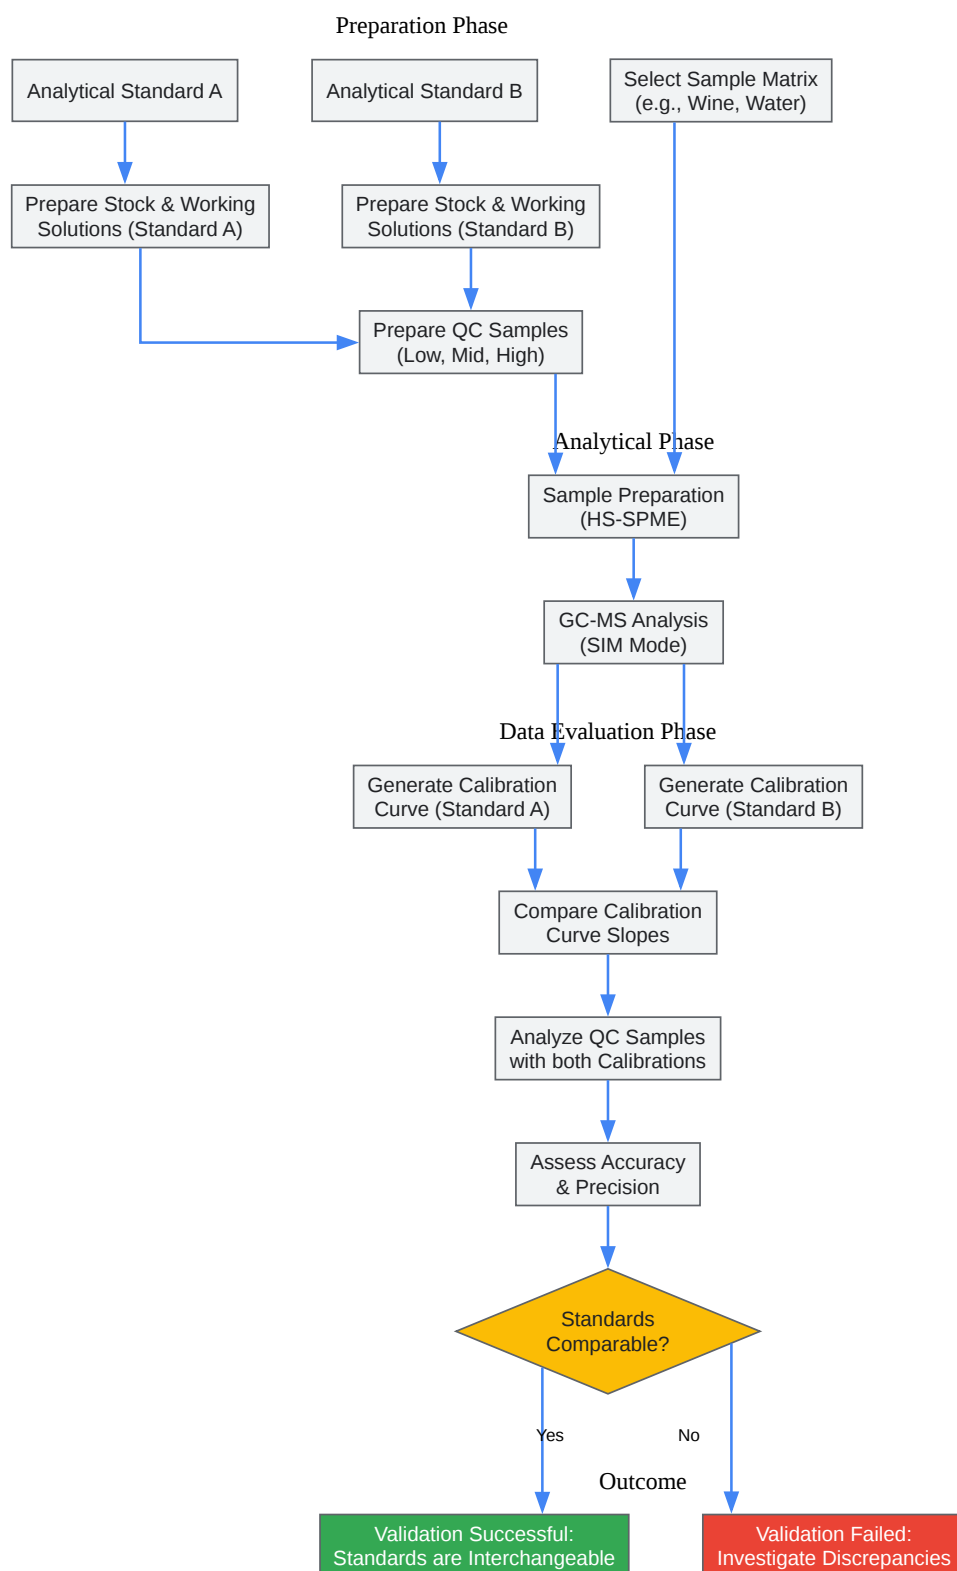 Preparation Phase
Analytical Standard A
Analytical Standard B
Select Sample Matrix
(e.g., Wine, Water)
Prepare Stock & Working
Solutions (Standard A)
Prepare Stock & Working
Solutions (Standard B)
Prepare QC Samples
(Low, Mid, High)
Analytical Phase
Sample Preparation
(HS-SPME)
GC-MS Analysis
(SIM Mode)
Data Evaluation Phase
Generate Calibration
Curve (Standard A)
Generate Calibration
Curve (Standard B)
Compare Calibration
Curve Slopes
Analyze QC Samples
with both Calibrations
Assess Accuracy
& Precision
Standards
Comparable?
Yes
No
Outcome
Validation Successful:
Standards are Interchangeable
Validation Failed:
Investigate Discrepancies